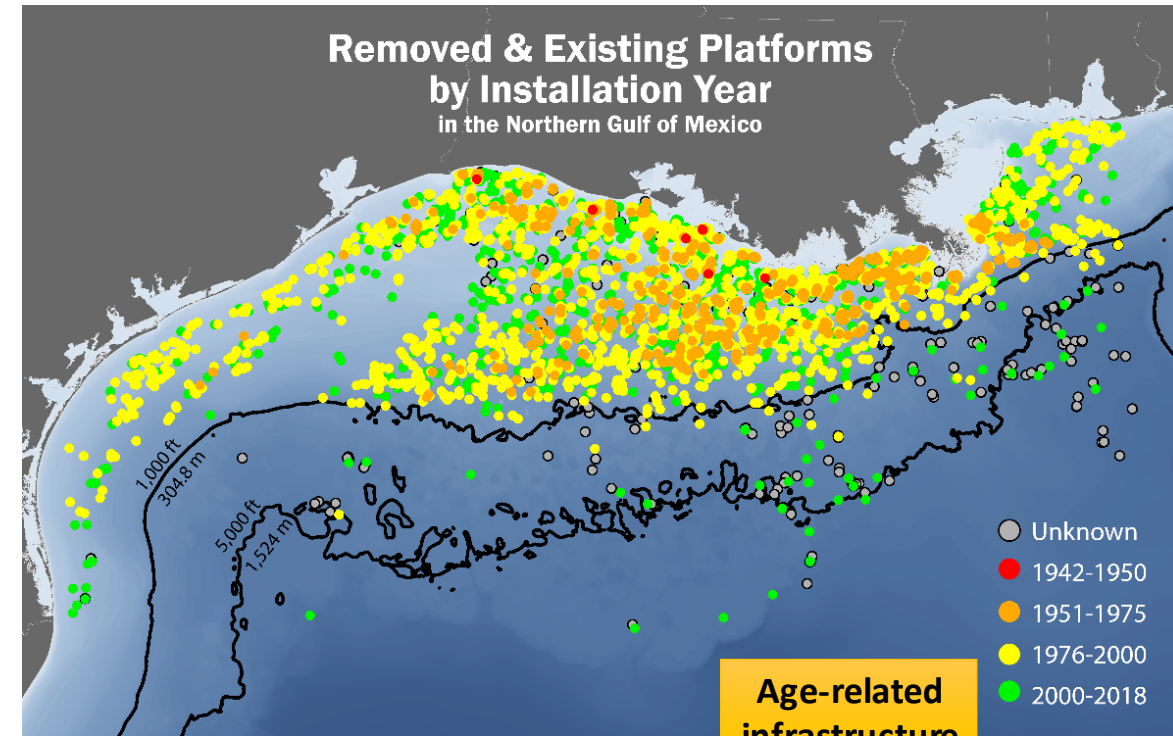 Removed & Existing Platforms
by Installation Year
in the Northern Gulf of Mexico
1,000 ft
304.8 m
5,000 ft
1,524 m
Unknown
1942-1950
1951-1975
1976-2000
2000-2018
Age-related
infrastructure